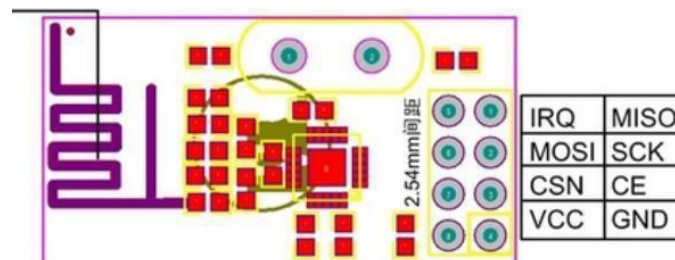 2.54mm间距
IRQ MISO
MOSI SCK
CSN CE
VCC GND